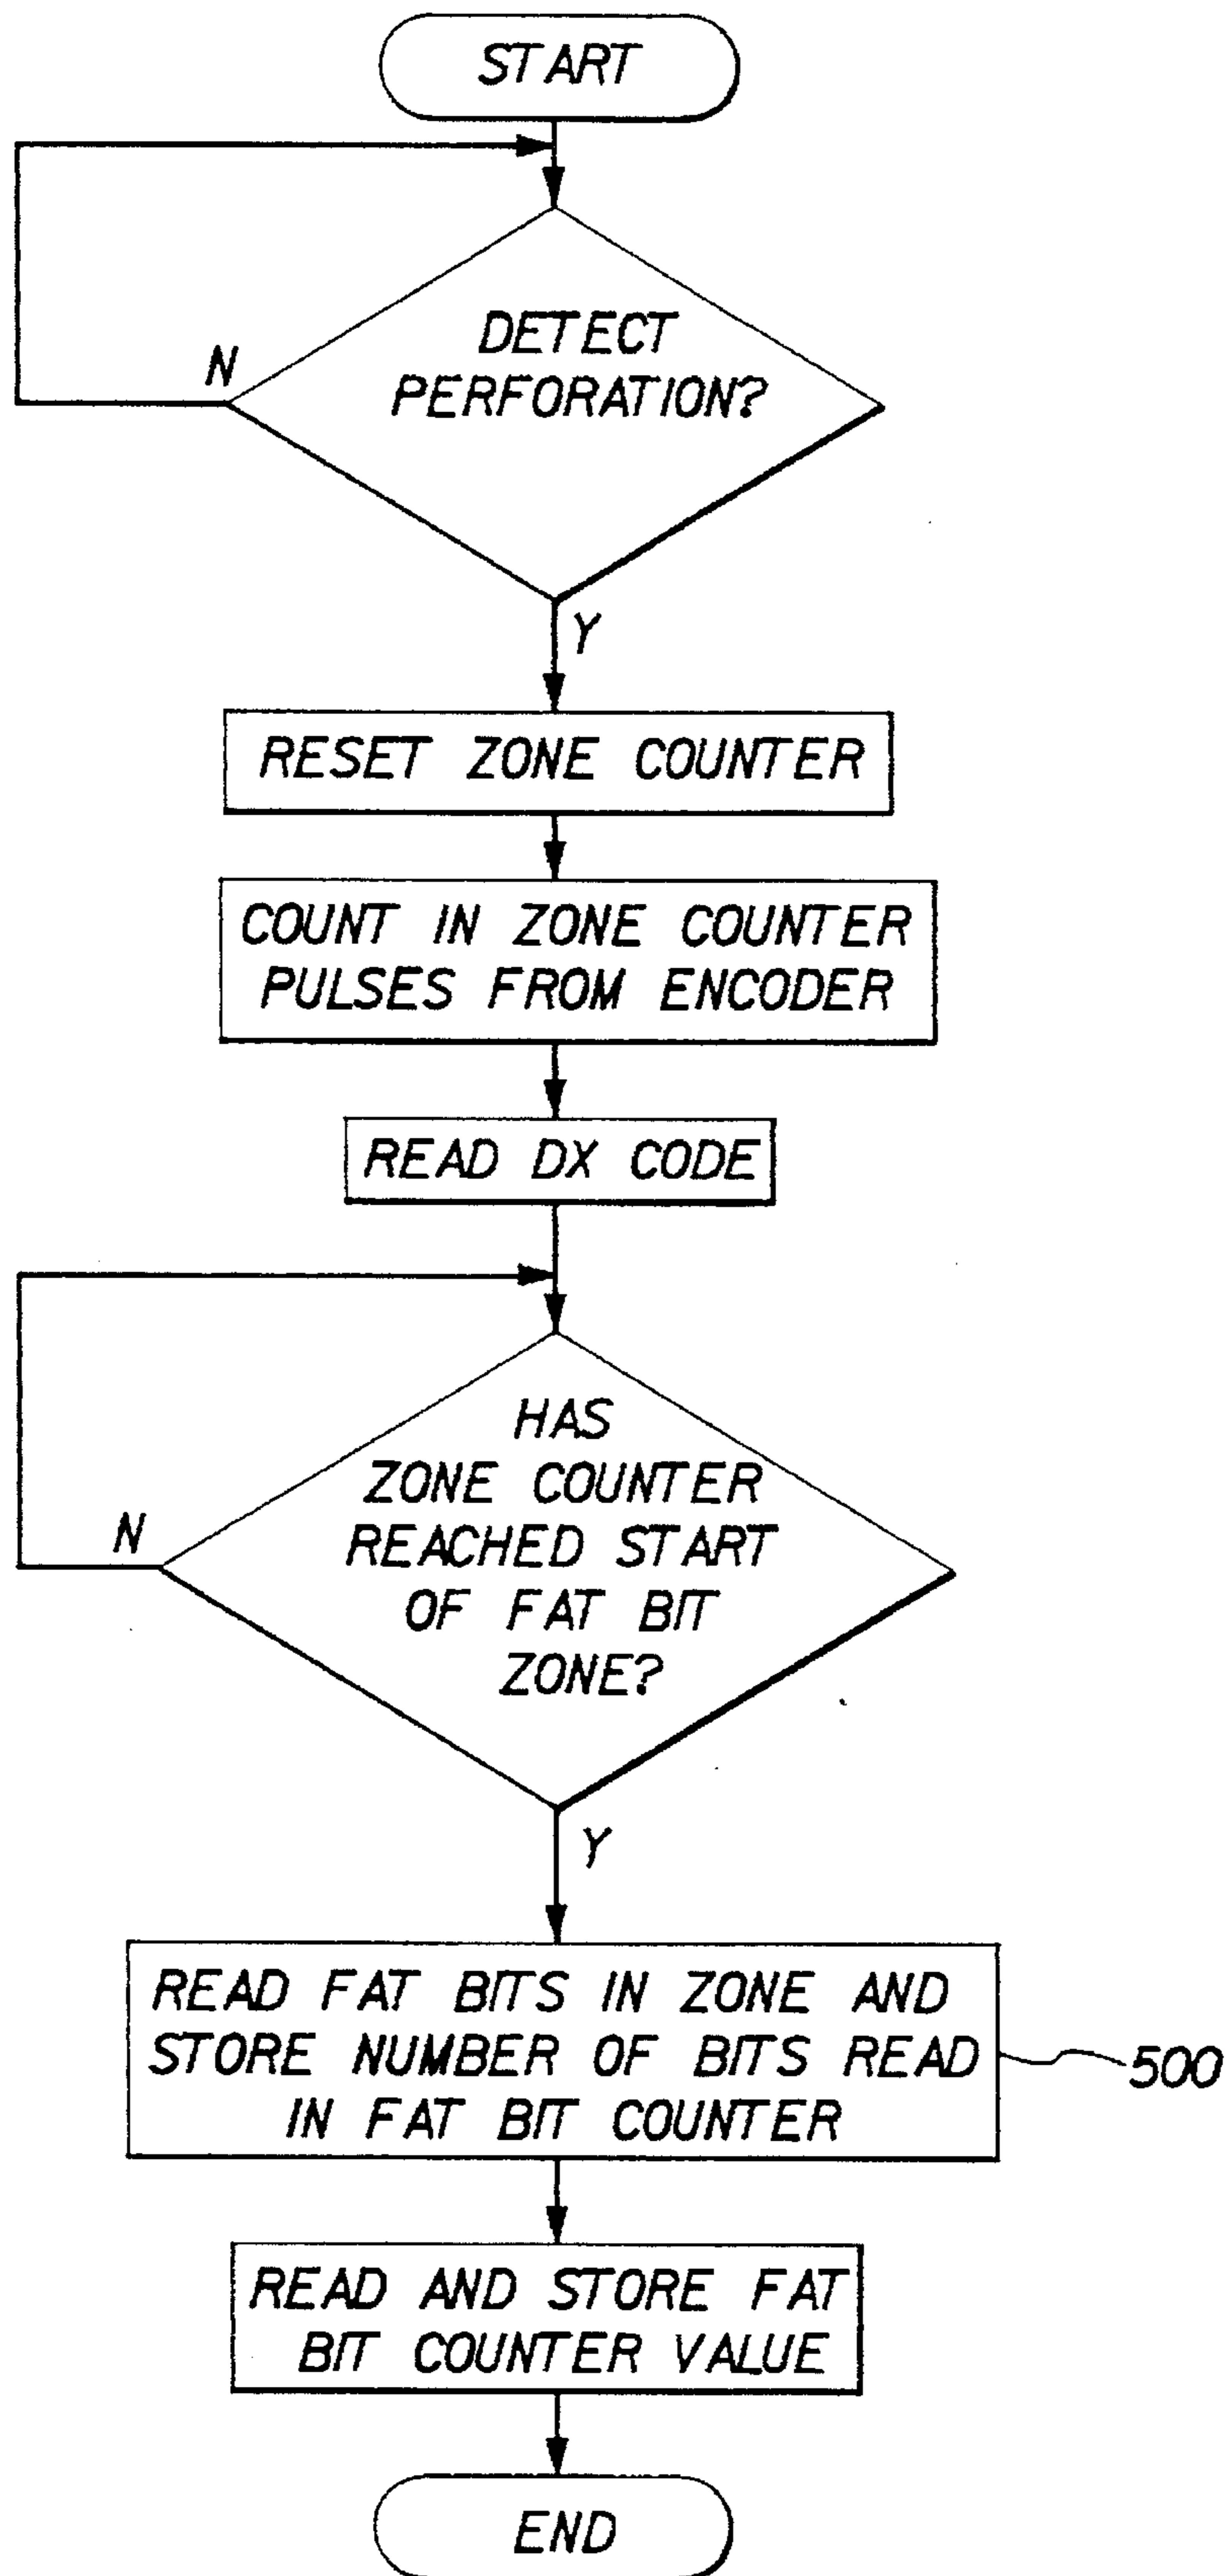 START
DETECT
PERFORATION?
N
Y
RESET ZONE COUNTER
COUNT IN ZONE COUNTER
PULSES FROM ENCODER
READ DX CODE
HAS
ZONE COUNTER
REACHED START
OF FAT BIT
ZONE?
N
Y
READ FAT BITS IN ZONE AND
STORE NUMBER OF BITS READ
IN FAT BIT COUNTER
500
READ AND STORE FAT
BIT COUNTER VALUE
END